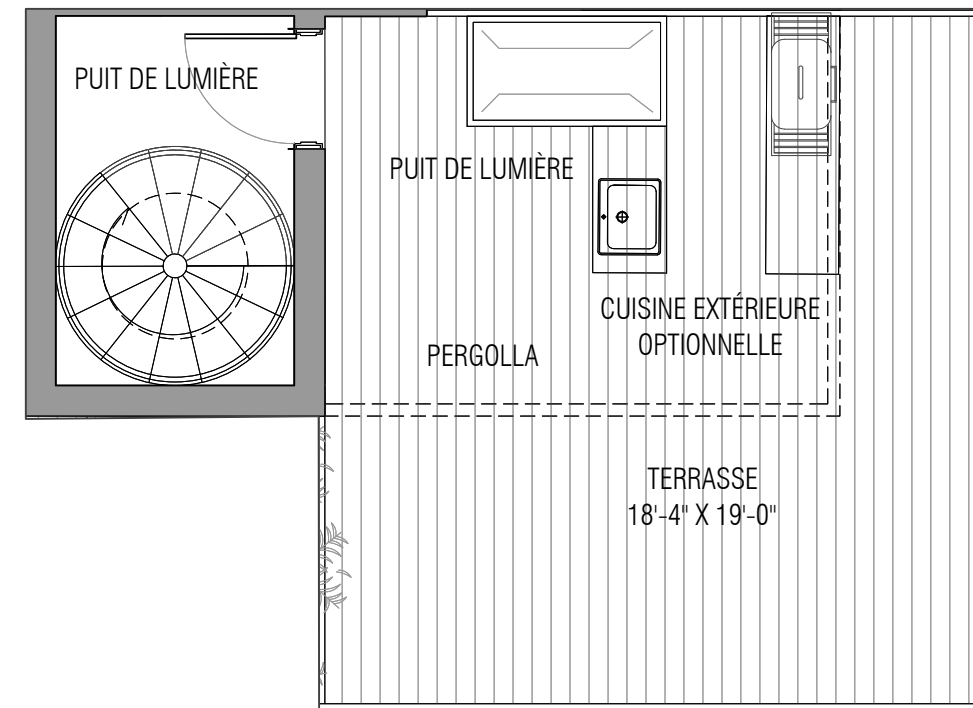 PUIT DE LUMIÈRE
PUIT DE LUMIÈRE
CUISINE EXTÉRIEURE
OPTIONNELLE
PERGOLLA
TERRASSE
18'-4" X 19'-0"